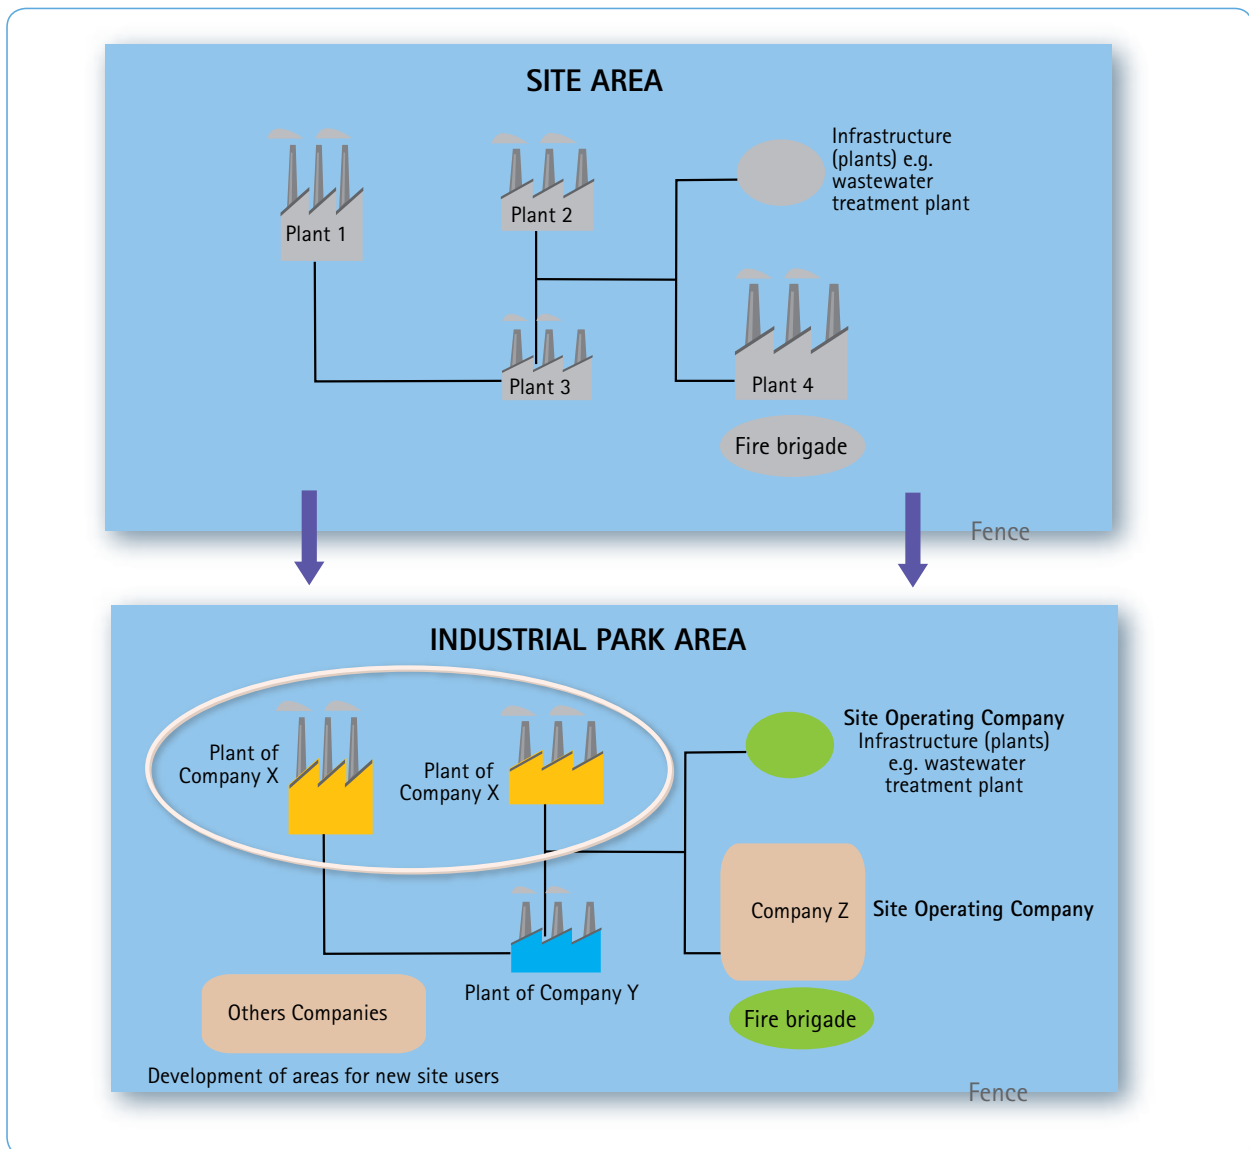 SITE AREA
Infrastructure
(plants) e.g.
wastewater
treatment plant
Plant 1
Plant 2
Plant 3
Plant 4
Fire brigade
Fence
INDUSTRIAL PARK AREA
Plant of
Company X
Plant of
Company X
Site Operating Company
Infrastructure (plants)
e.g. wastewater
treatment plant
Company Z
Site Operating Company
Plant of Company Y
Others Companies
Fire brigade
Development of areas for new site users
Fence